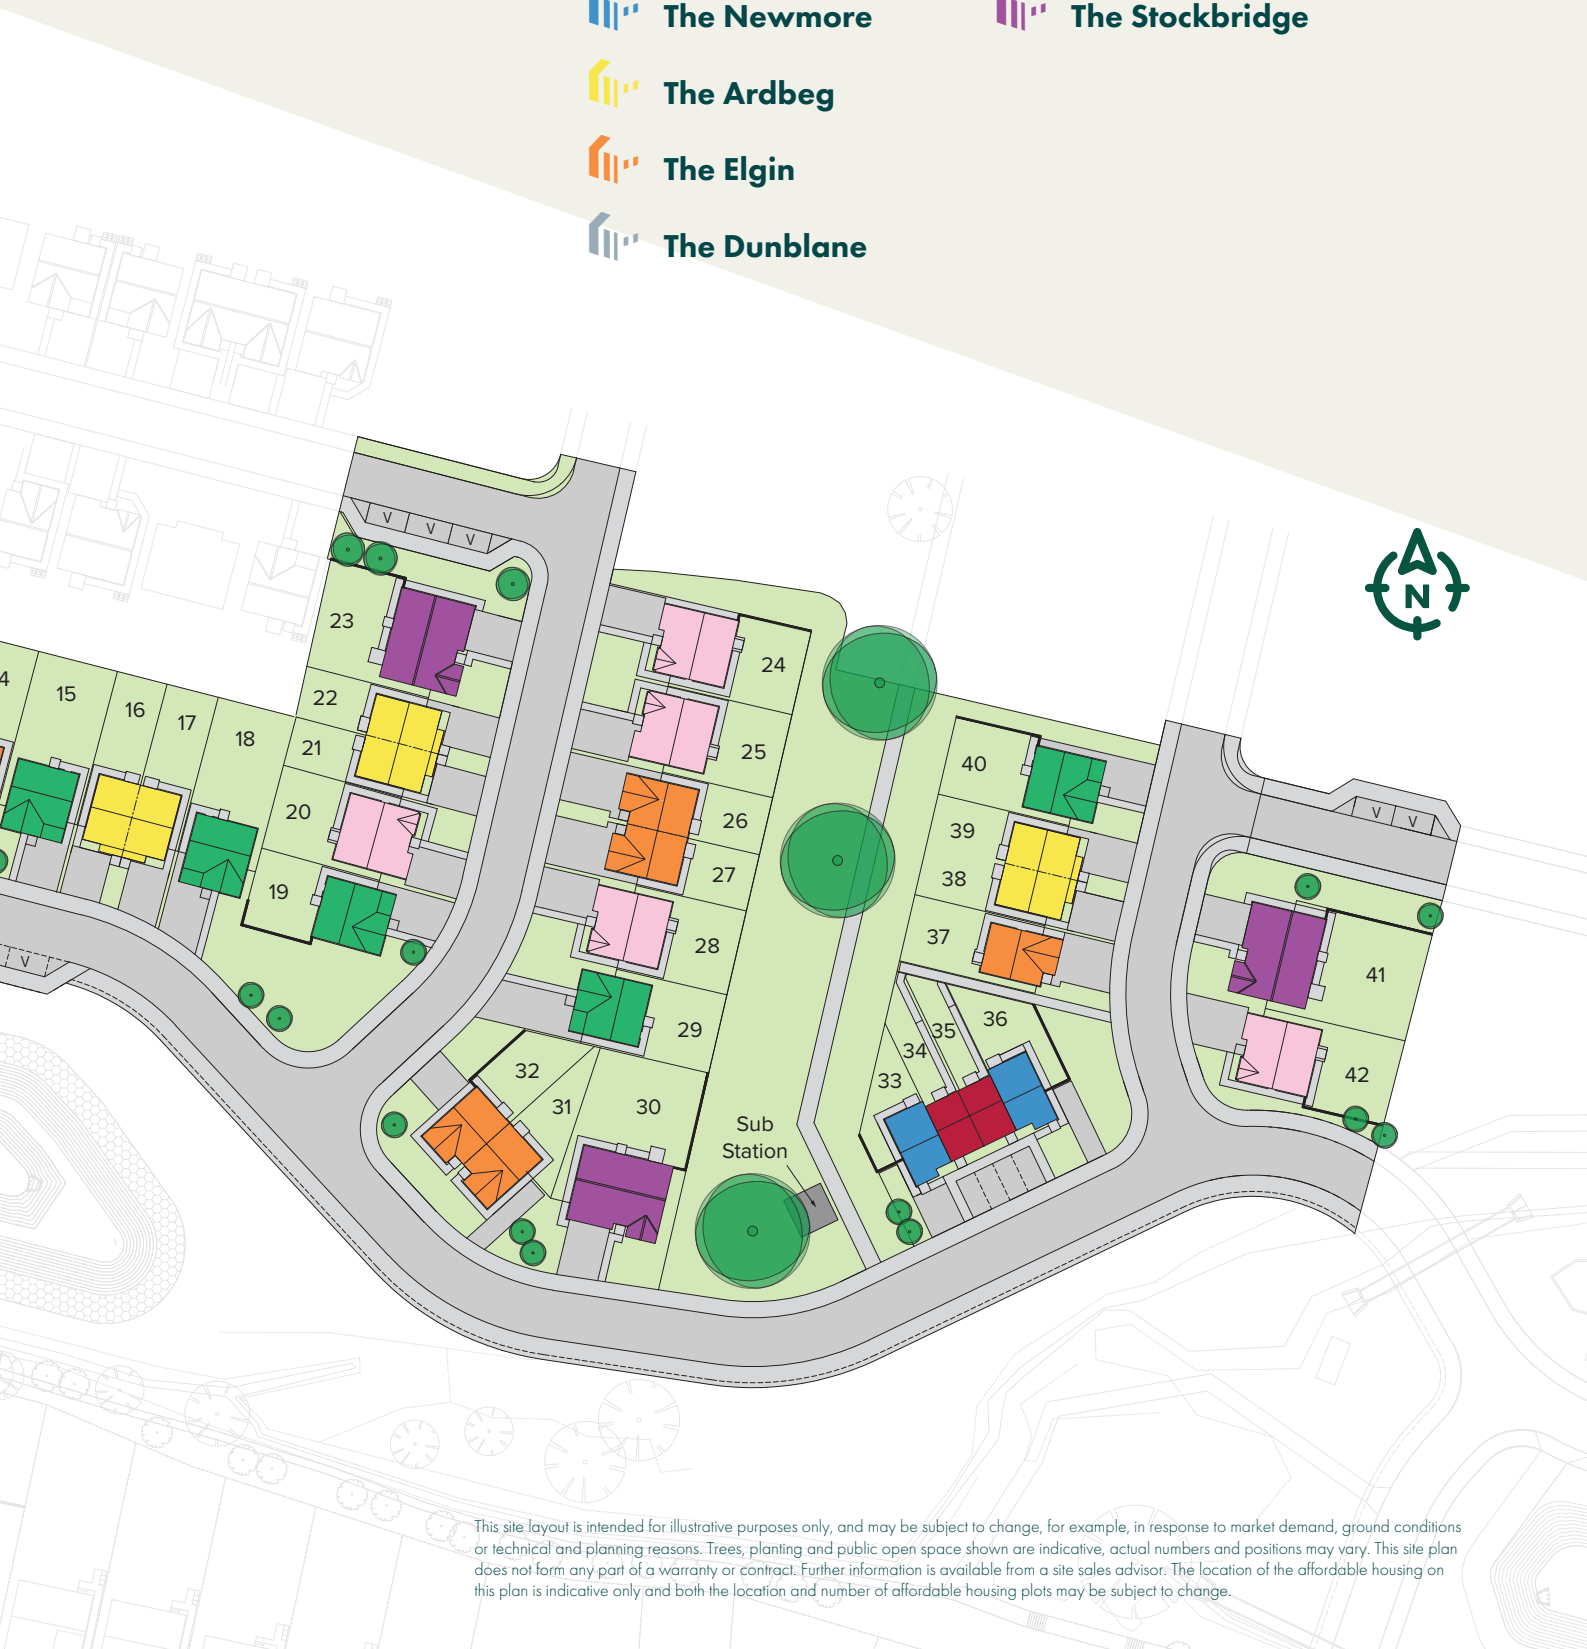 The Newmore
The Stockbridge
The Ardbeg
The Elgin
The Dunblane
N
V V V
23
24
22
4
15
16
17
18
21
25
40
V V
20
26
39
19
27
38
37
28
41
V
29
36
35
34
32
33
42
31
30
Sub
Station
This site layout is intended for illustrative purposes only, and may be subject to change, for example, in response to market demand, ground conditions
or technical and planning reasons. Trees, planting and public open space shown are indicative, actual numbers and positions may vary. This site plan
does not form any part of a warranty or contract. Further information is available from a site sales advisor. The location of the affordable housing on
this plan is indicative only and both the location and number of affordable housing plots may be subject to change.